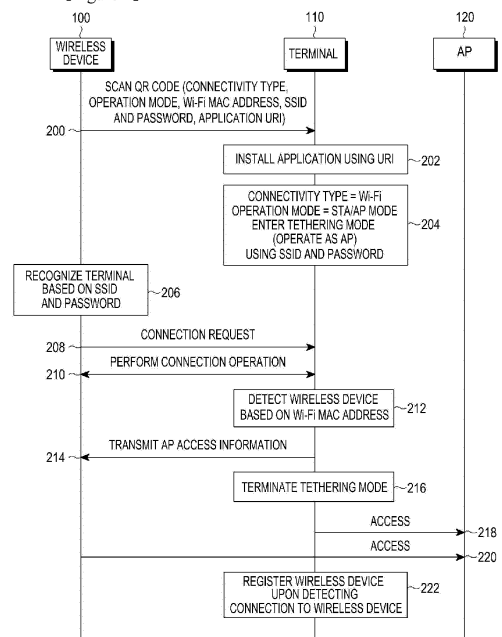 100
110
120
WIRELESS
DEVICE
TERMINAL
AP
SCAN QR CODE (CONNECTIVITY TYPE,
OPERATION MODE, Wi-Fi MAC ADDRESS, SSID
AND PASSWORD, APPLICATION URI)
200
INSTALL APPLICATION USING URI
202
CONNECTIVITY TYPE = Wi-Fi
OPERATION MODE = STA/AP MODE
ENTER TETHERING MODE
(OPERATE AS AP)
USING SSID AND PASSWORD
204
RECOGNIZE TERMINAL
BASED ON SSID
AND PASSWORD
206
CONNECTION REQUEST
208
PERFORM CONNECTION OPERATION
210
DETECT WIRELESS DEVICE
BASED ON Wi-Fi MAC ADDRESS
212
TRANSMIT AP ACCESS INFORMATION
214
TERMINATE TETHERING MODE
216
ACCESS
218
ACCESS
220
REGISTER WIRELESS DEVICE
UPON DETECTING
CONNECTION TO WIRELESS DEVICE
222